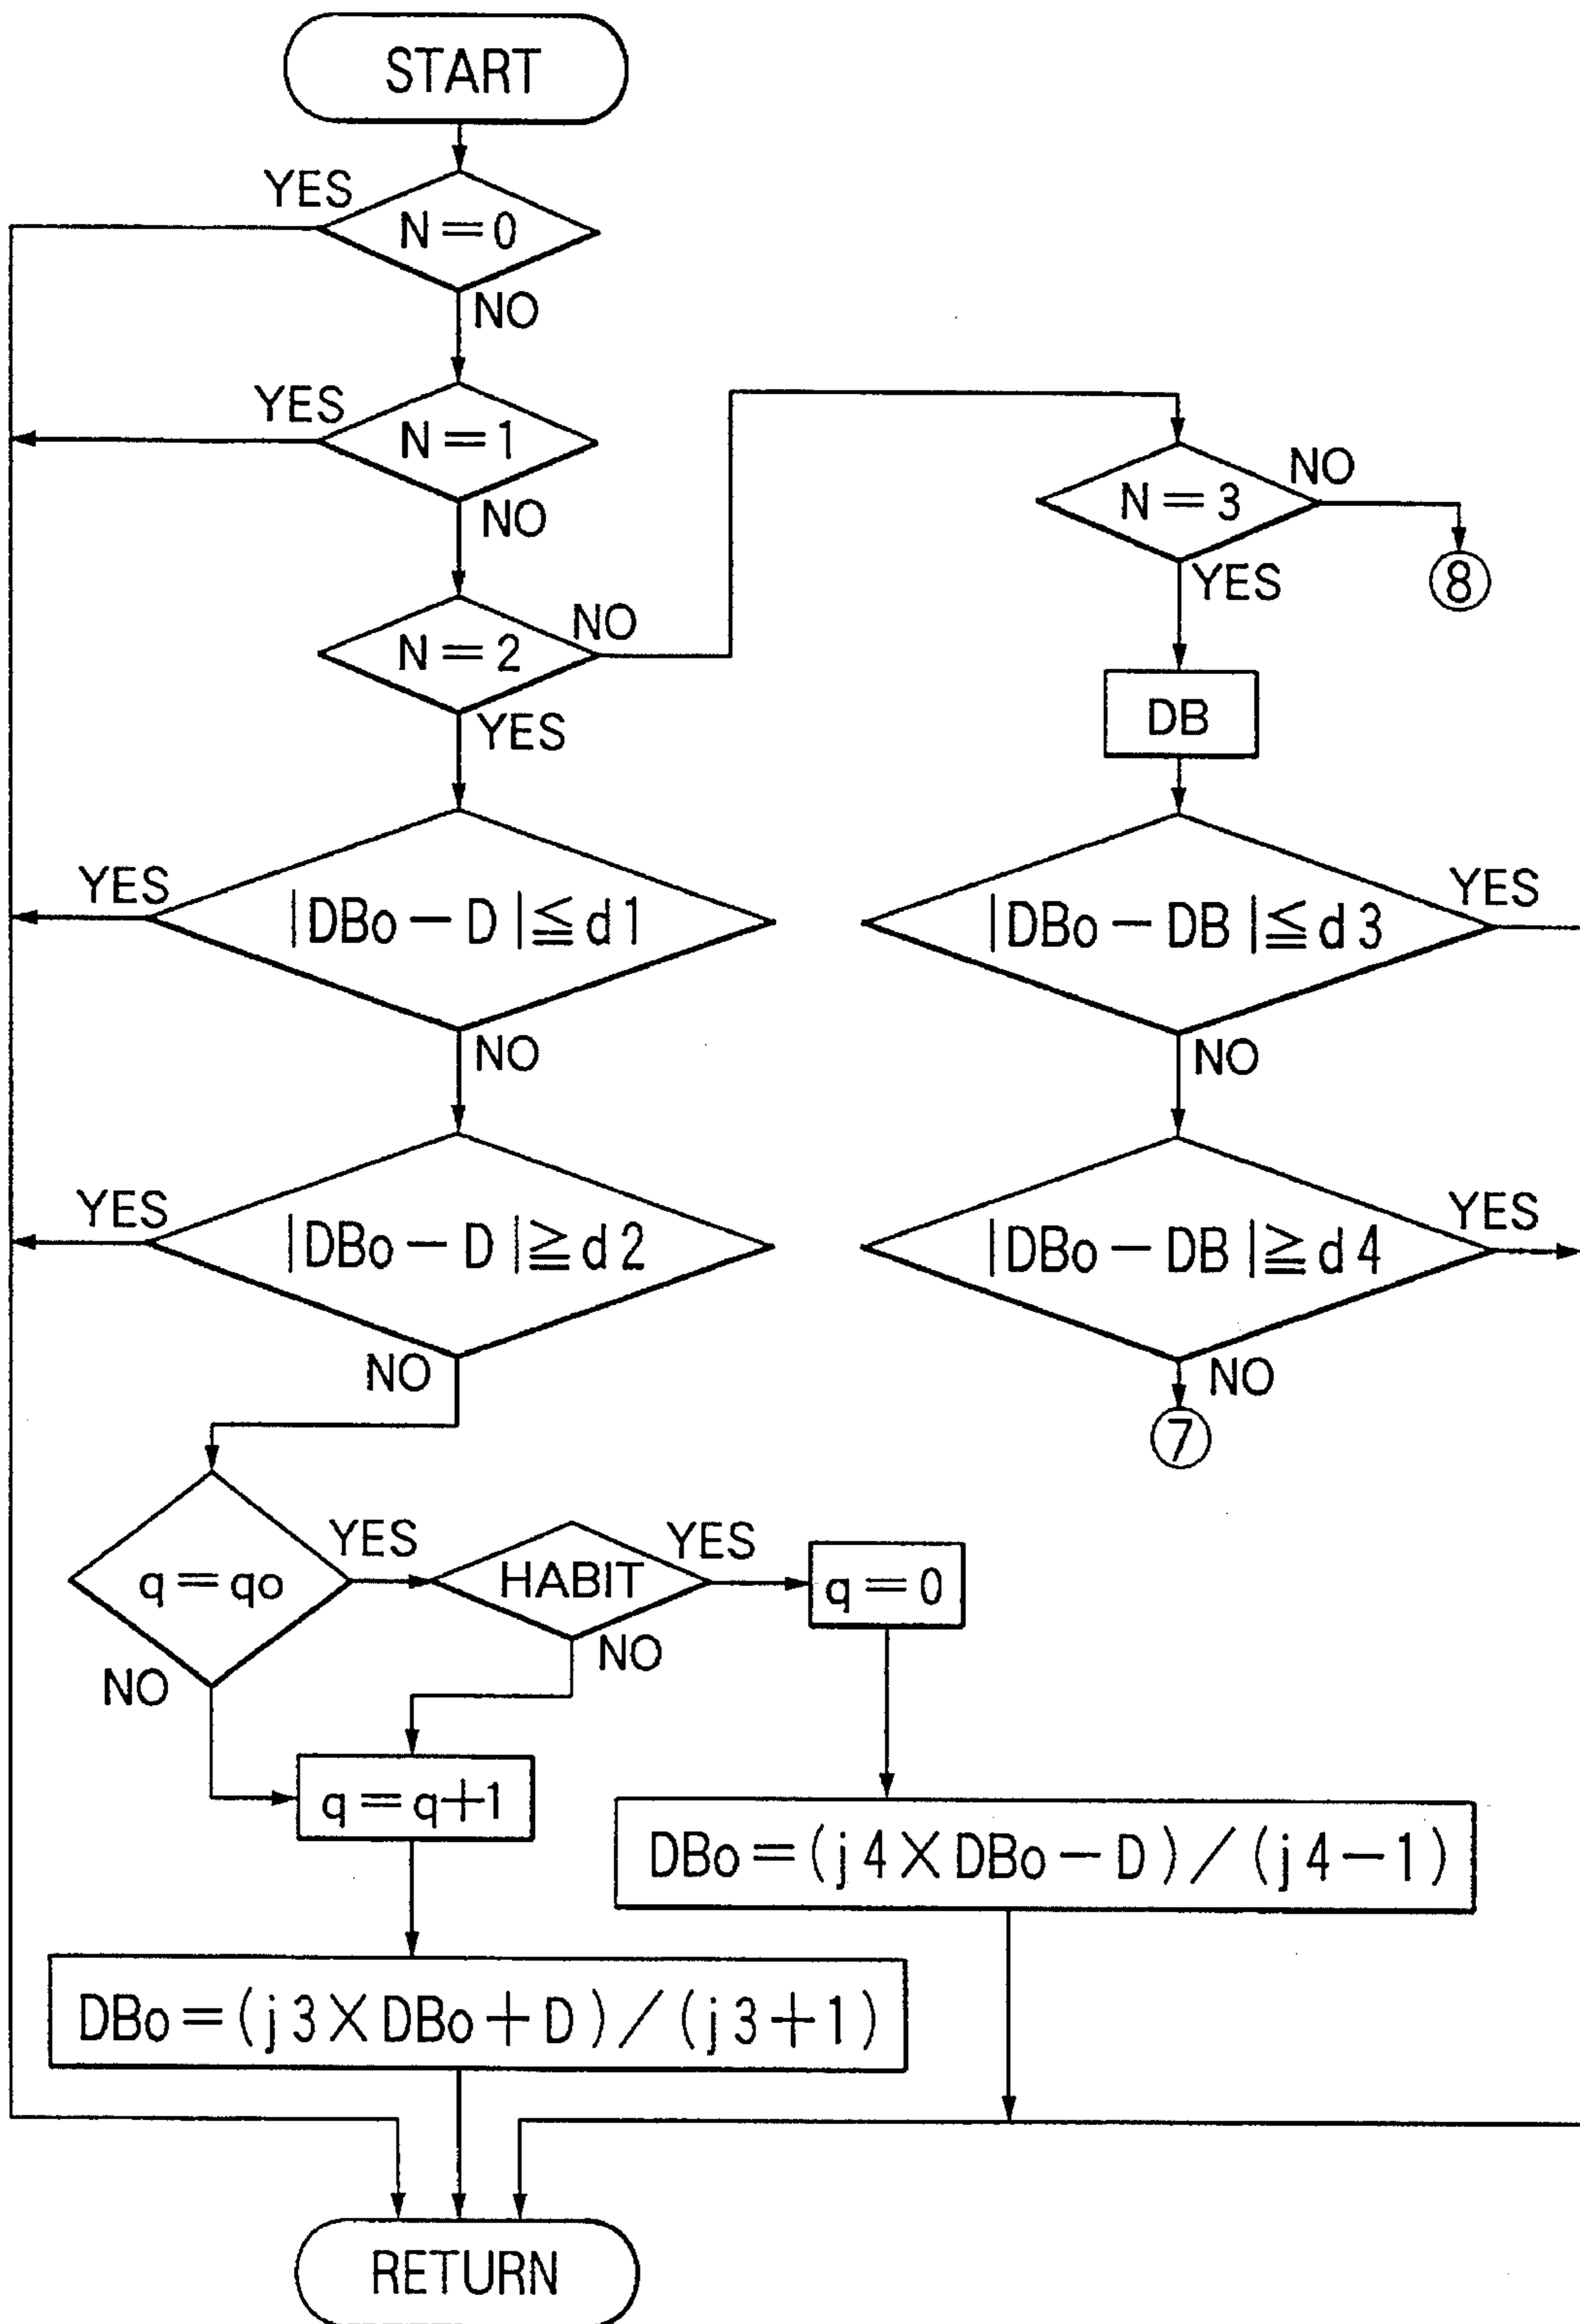 START
YES
N=0
NO
YES
N=1
NO
N=2
NO
YES
N=3
NO
⑧
YES
DB
YES
|DBo-D|≦d1
NO
|DBo-DB|≦d3
YES
NO
YES
|DBo-D|≧d2
NO
|DBo-DB|≧d4
YES
NO
⑦
q=qo
YES
NO
HABIT
YES
NO
q=0
q=q+1
DBo=(j4×DBo-D)/(j4-1)
DBo=(j3×DBo+D)/(j3+1)
RETURN